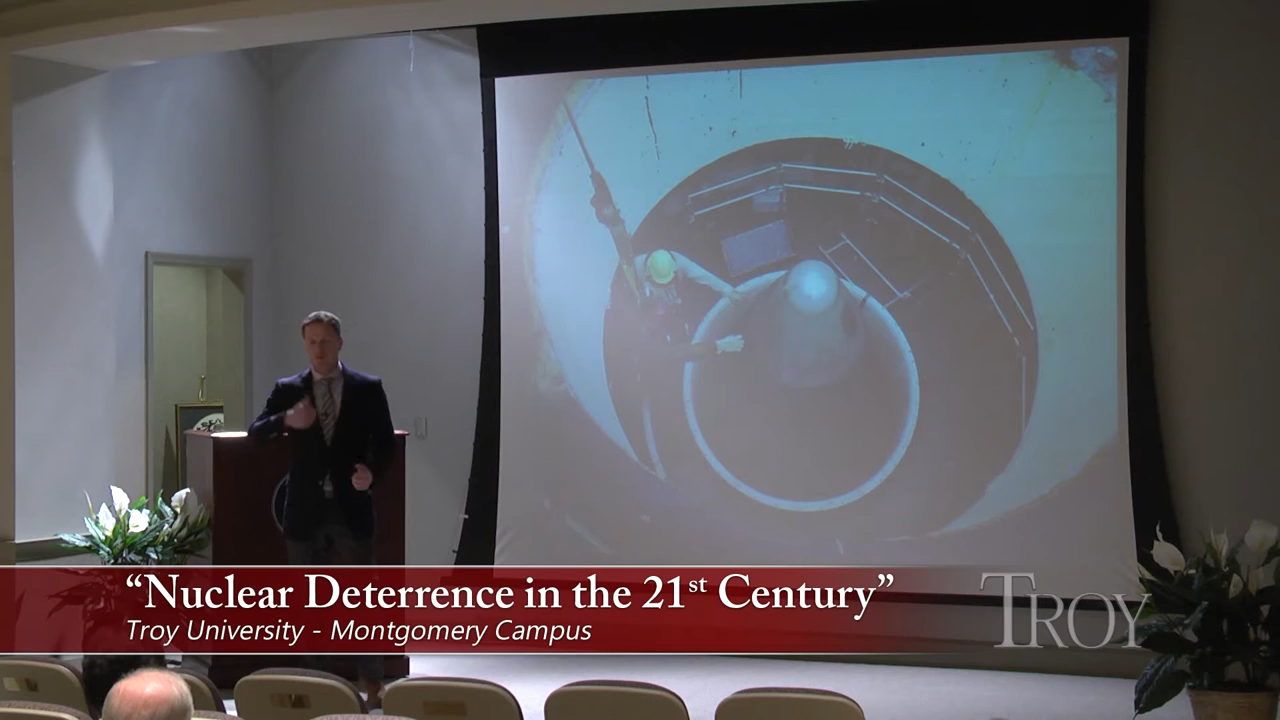 “Nuclear Deterrence in the 21st Century”
Troy University - Montgomery Campus
TROY